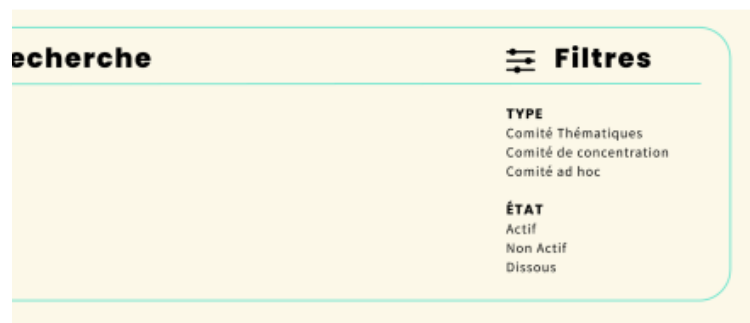 echerche
Filtres
TYPE
Comité Thématiques
Comité de concentration
Comité ad hoc
ÉTAT
Actif
Non Actif
Dissous